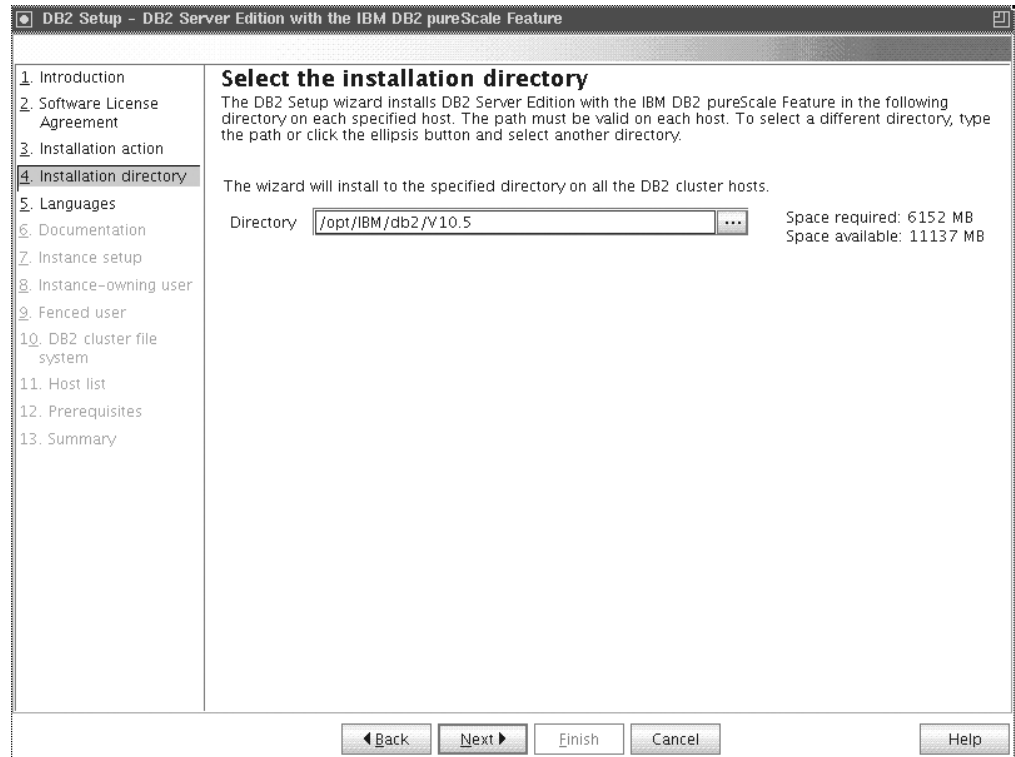 DB2 Setup - DB2 Server Edition with the IBM DB2 pureScale Feature
1. Introduction
2. Software License
Agreement
3. Installation action
4. Installation directory
5. Languages
6. Documentation
7. Instance setup
8. Instance-owning user
9. Fenced user
10. DB2 cluster file
system
11. Host list
12. Prerequisites
13. Summary
Select the installation directory
The DB2 Setup wizard installs DB2 Server Edition with the IBM DB2 pureScale Feature in the following
directory on each specified host. The path must be valid on each host. To select a different directory, type
the path or click the ellipsis button and select another directory.
The wizard will install to the specified directory on all the DB2 cluster hosts.
Directory /opt/IBM/db2/V10.5 ...
Space required: 6152 MB
Space available: 11137 MB
Back Next Finish Cancel Help